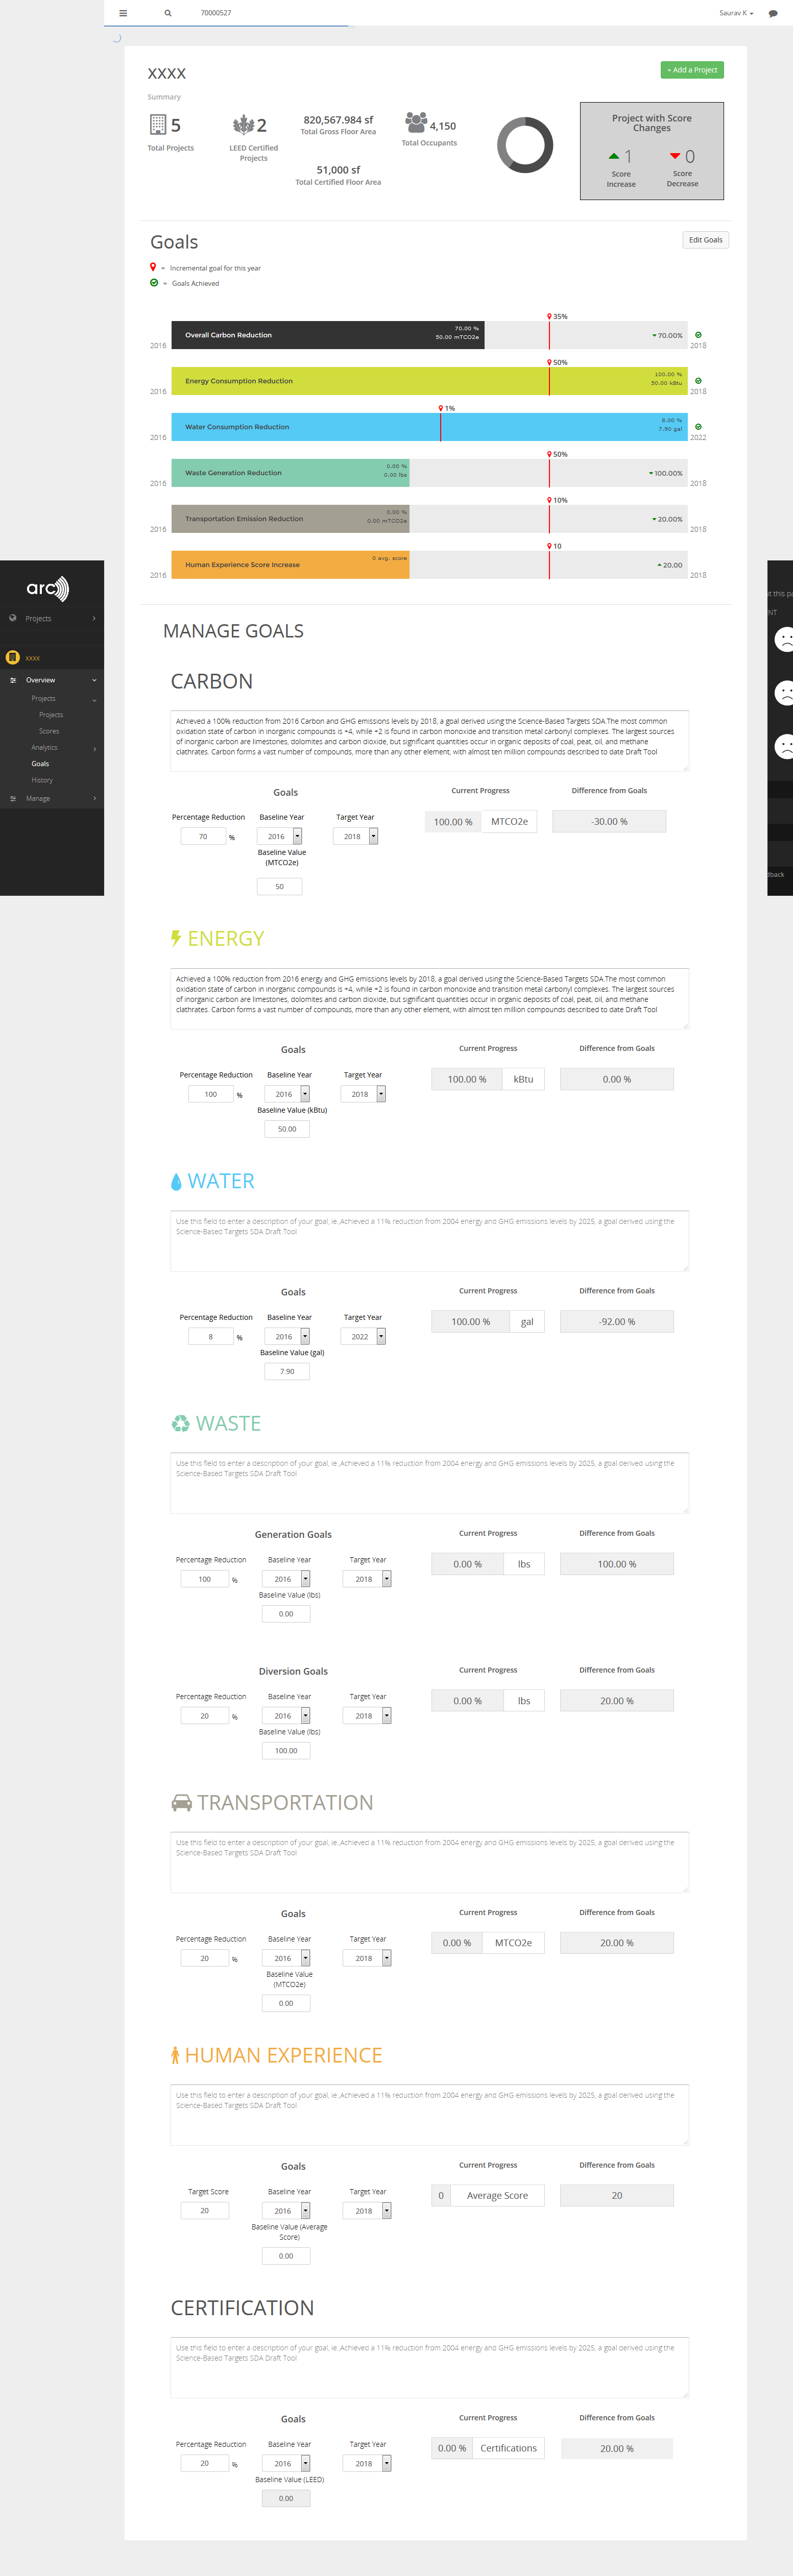 70000527
Saurav K
xxxx
+ Add a Project
Summary
5
Total Projects
2
LEED Certified
Projects
820,567.984 sf
Total Gross Floor Area
51,000 sf
Total Certified Floor Area
4,150
Total Occupants
Project with Score
Changes
1
Score
Increase
0
Score
Decrease
Goals
Edit Goals
= Incremental goal for this year
= Goals Achieved
35%
2016
Overall Carbon Reduction
70.00 %
50.00 mTCO2e
70.00%
2018
50%
2016
Energy Consumption Reduction
100.00 %
50.00 kBtu
2018
1%
2016
Water Consumption Reduction
8.00 %
7.90 gal
2022
50%
2016
Waste Generation Reduction
0.00 %
0.00 lbs
100.00%
2018
10%
2016
Transportation Emission Reduction
0.00 %
0.00 mTCO2e
20.00%
2018
10
2016
Human Experience Score Increase
0 avg. score
20.00
2018
arc
Projects
xxxx
Overview
Projects
Projects
Scores
Analytics
Goals
History
Manage
t this pa
NT
dback
MANAGE GOALS
CARBON
Achieved a 100% reduction from 2016 Carbon and GHG emissions levels by 2018, a goal derived using the Science-Based Targets SDA.The most common
oxidation state of carbon in inorganic compounds is +4, while +2 is found in carbon monoxide and transition metal carbonyl complexes. The largest sources
of inorganic carbon are limestones, dolomites and carbon dioxide, but significant quantities occur in organic deposits of coal, peat, oil, and methane
clathrates. Carbon forms a vast number of compounds, more than any other element, with almost ten million compounds described to date Draft Tool
Goals
Current Progress
Difference from Goals
Percentage Reduction
Baseline Year
Target Year
70 %
2016
2018
100.00 %
MTCO2e
-30.00 %
Baseline Value
(MTCO2e)
50
ENERGY
Achieved a 100% reduction from 2016 energy and GHG emissions levels by 2018, a goal derived using the Science-Based Targets SDA.The most common
oxidation state of carbon in inorganic compounds is +4, while +2 is found in carbon monoxide and transition metal carbonyl complexes. The largest sources
of inorganic carbon are limestones, dolomites and carbon dioxide, but significant quantities occur in organic deposits of coal, peat, oil, and methane
clathrates. Carbon forms a vast number of compounds, more than any other element, with almost ten million compounds described to date Draft Tool
Goals
Current Progress
Difference from Goals
Percentage Reduction
Baseline Year
Target Year
100 %
2016
2018
100.00 %
kBtu
0.00 %
Baseline Value (kBtu)
50.00
WATER
Use this field to enter a description of your goal, ie.,Achieved a 11% reduction from 2004 energy and GHG emissions levels by 2025, a goal derived using the
Science-Based Targets SDA Draft Tool
Goals
Current Progress
Difference from Goals
Percentage Reduction
Baseline Year
Target Year
8 %
2016
2022
100.00 %
gal
-92.00 %
Baseline Value (gal)
7.90
WASTE
Use this field to enter a description of your goal, ie.,Achieved a 11% reduction from 2004 energy and GHG emissions levels by 2025, a goal derived using the
Science-Based Targets SDA Draft Tool
Generation Goals
Current Progress
Difference from Goals
Percentage Reduction
Baseline Year
Target Year
100 %
2016
2018
0.00 %
lbs
100.00 %
Baseline Value (lbs)
0.00
Diversion Goals
Current Progress
Difference from Goals
Percentage Reduction
Baseline Year
Target Year
20 %
2016
2018
0.00 %
lbs
20.00 %
Baseline Value (lbs)
100.00
TRANSPORTATION
Use this field to enter a description of your goal, ie.,Achieved a 11% reduction from 2004 energy and GHG emissions levels by 2025, a goal derived using the
Science-Based Targets SDA Draft Tool
Goals
Current Progress
Difference from Goals
Percentage Reduction
Baseline Year
Target Year
20 %
2016
2018
0.00 %
MTCO2e
20.00 %
Baseline Value
(MTCO2e)
0.00
HUMAN EXPERIENCE
Use this field to enter a description of your goal, ie.,Achieved a 11% reduction from 2004 energy and GHG emissions levels by 2025, a goal derived using the
Science-Based Targets SDA Draft Tool
Goals
Current Progress
Difference from Goals
Target Score
Baseline Year
Target Year
20
2016
2018
0
Average Score
20
Baseline Value (Average
Score)
0.00
CERTIFICATION
Use this field to enter a description of your goal, ie.,Achieved a 11% reduction from 2004 energy and GHG emissions levels by 2025, a goal derived using the
Science-Based Targets SDA Draft Tool
Goals
Current Progress
Difference from Goals
Percentage Reduction
Baseline Year
Target Year
20 %
2016
2018
0.00 %
Certifications
20.00 %
Baseline Value (LEED)
0.00